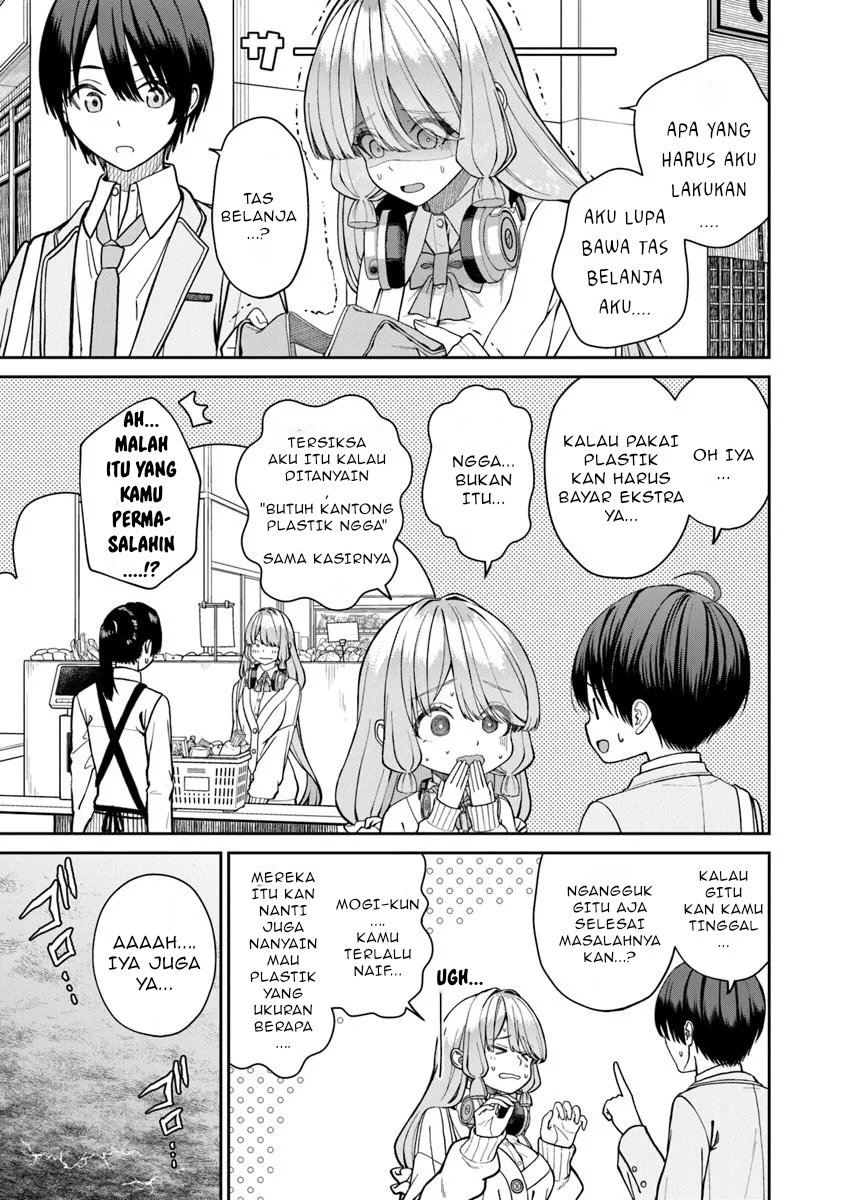 サ
APA YANG
HARUS AKU
LAKUKAN
....
AKU LUPA
BAWA TAS
BELANJA
AKU....
TAS
BELANJA
...?
OH IYA
...
KALAU PAKAI
PLASTIK
KAN HARUS
BAYAR EKSTRA
YA...
NGGA...
BUKAN
ITU...
TERSIKSA
AKU ITU KALAU
DITANYAIN
,
"BUTUH KANTONG
PLASTIK NGGA"
SAMA KASIRNYA
AH...
MALAH
ITU YANG
KAMU
PERMA-
SALAHIN
....!?
KALAU
GITU
KAN KAMU
TINGGAL
...
NGANGGUK
GITU AJA
SELESAI
MASALAHNYA
KAN...?
UGH...
MOGI-KUN
....
KAMU
TERLALU
NAIF...
MEREKA
ITU KAN
NANTI
JUGA
NANYAIN
MAU
PLASTIK
YANG
UKURAN
BERAPA
....
AAAAH....
IYA JUGA
YA...
ゴロ...
ゴロ...